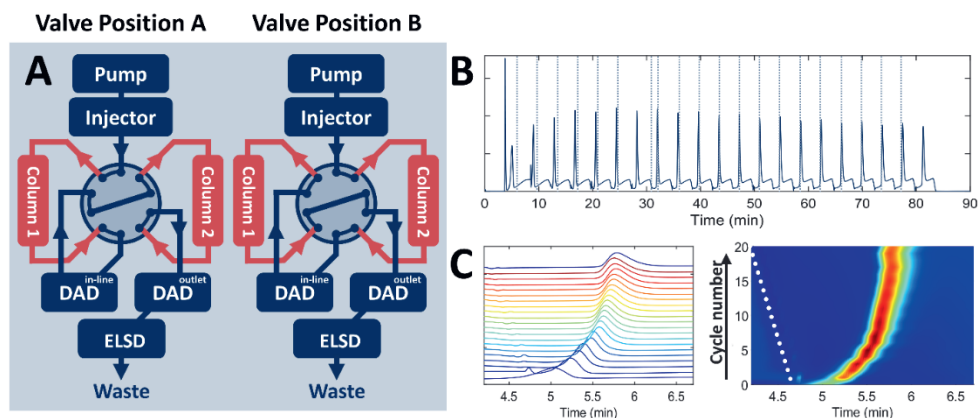 Valve Position A
Valve Position B
A
Pump
Injector
Column 1
Column 2
DAD in-line
DAD outlet
ELSD
Waste
Pump
Injector
Column 1
Column 2
DAD in-line
DAD outlet
ELSD
Waste
B
0 10 20 30 40 50 60 70 80 90
Time (min)
C
4.5 5 5.5 6 6.5
Time (min)
Cycle number
20
15
10
5
0
4.5 5 5.5 6 6.5
Time (min)